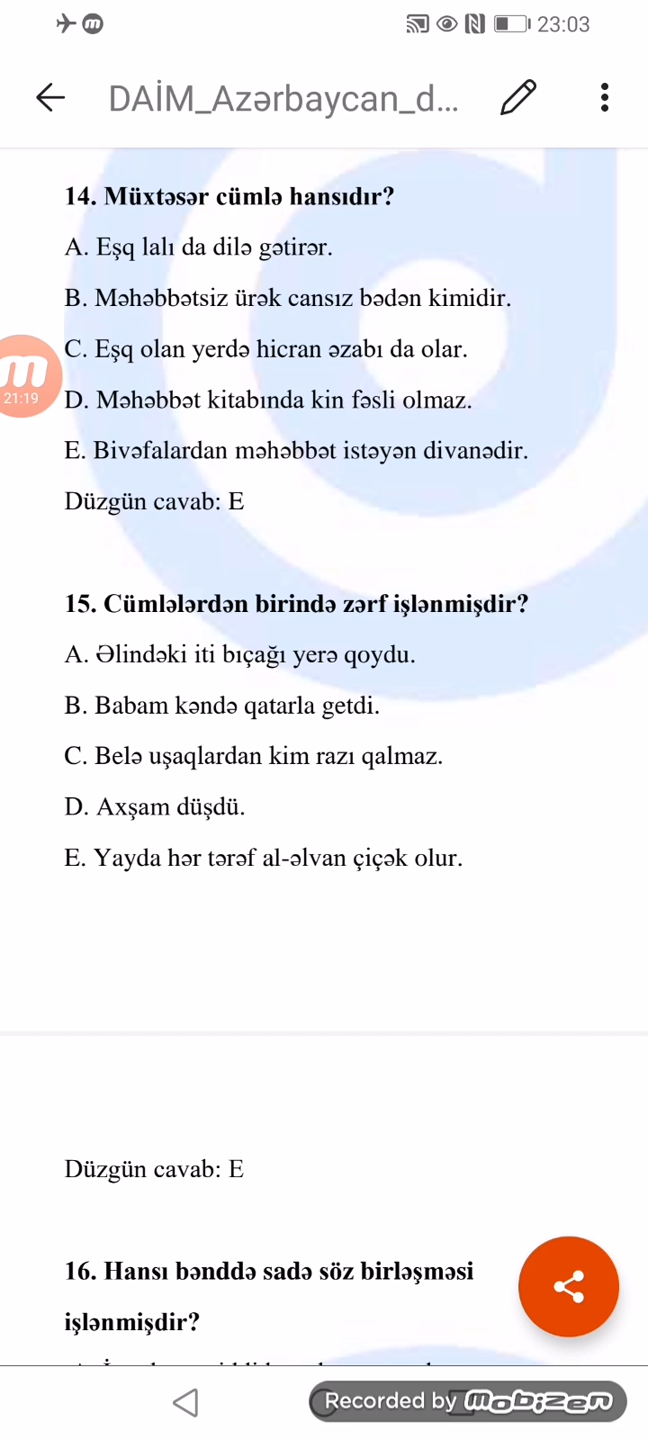 23:03
DAİM_Azərbaycan_d...
14. Müxtəsər cümlə hansıdır?
A. Eşq lalı da dilə gətirər.
B. Məhəbbətsiz ürək cansız bədən kimidir.
C. Eşq olan yerdə hicran əzabı da olar.
21:19
D. Məhəbbət kitabında kin fəsli olmaz.
E. Bivəfalardan məhəbbət istəyən divanədir.
Düzgün cavab: E
15. Cümlələrdən birində zərf işlənmişdir?
A. Əlindəki iti bıçağı yerə qoydu.
B. Babam kəndə qatarla getdi.
C. Belə uşaqlardan kim razı qalmaz.
D. Axşam düşdü.
E. Yayda hər tərəf al-əlvan çiçək olur.
Düzgün cavab: E
16. Hansı bənddə sadə söz birləşməsi
işlənmişdir?
Recorded by mobizen